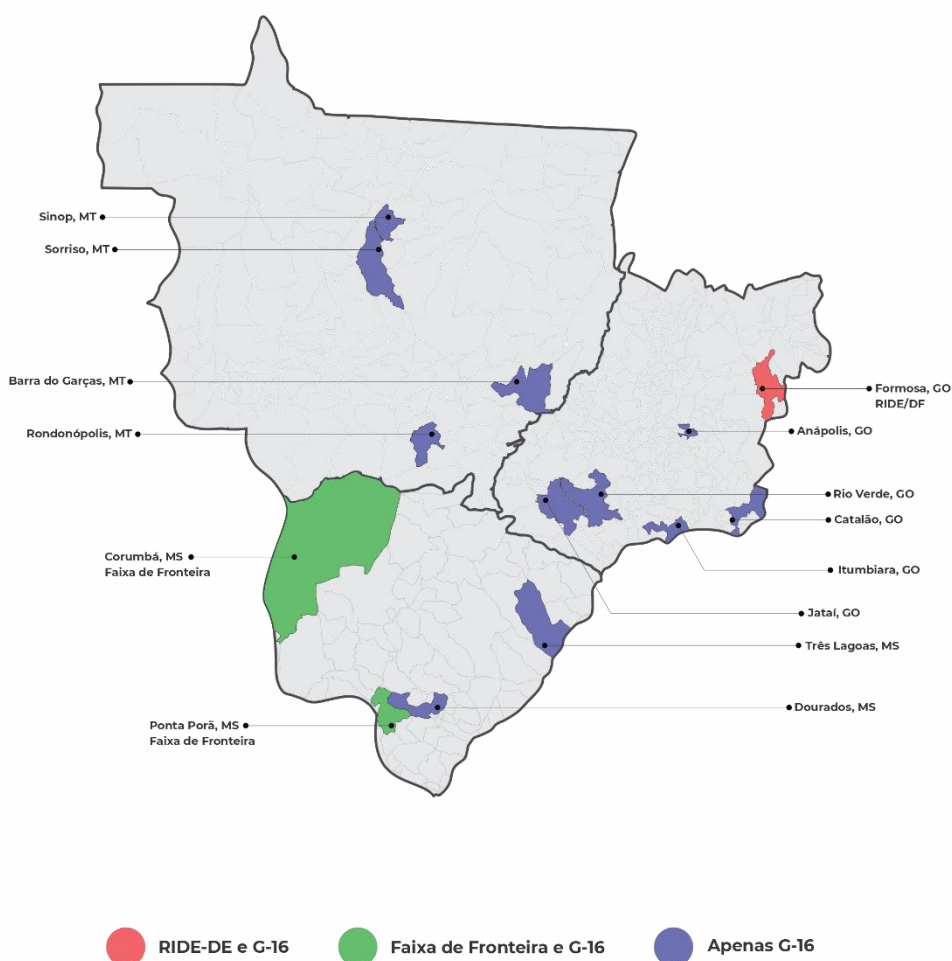 Sinop, MT
Sorriso, MT
Barra do Garças, MT
Rondonópolis, MT
Formosa, GO
RIDE/DF
Anápolis, GO
Rio Verde, GO
Catalão, GO
Corumbá, MS
Faixa de Fronteira
Itumbiara, GO
Jataí, GO
Três Lagoas, MS
Dourados, MS
Ponta Porã, MS
Faixa de Fronteira
RIDE-DE e G-16
Faixa de Fronteira e G-16
Apenas G-16